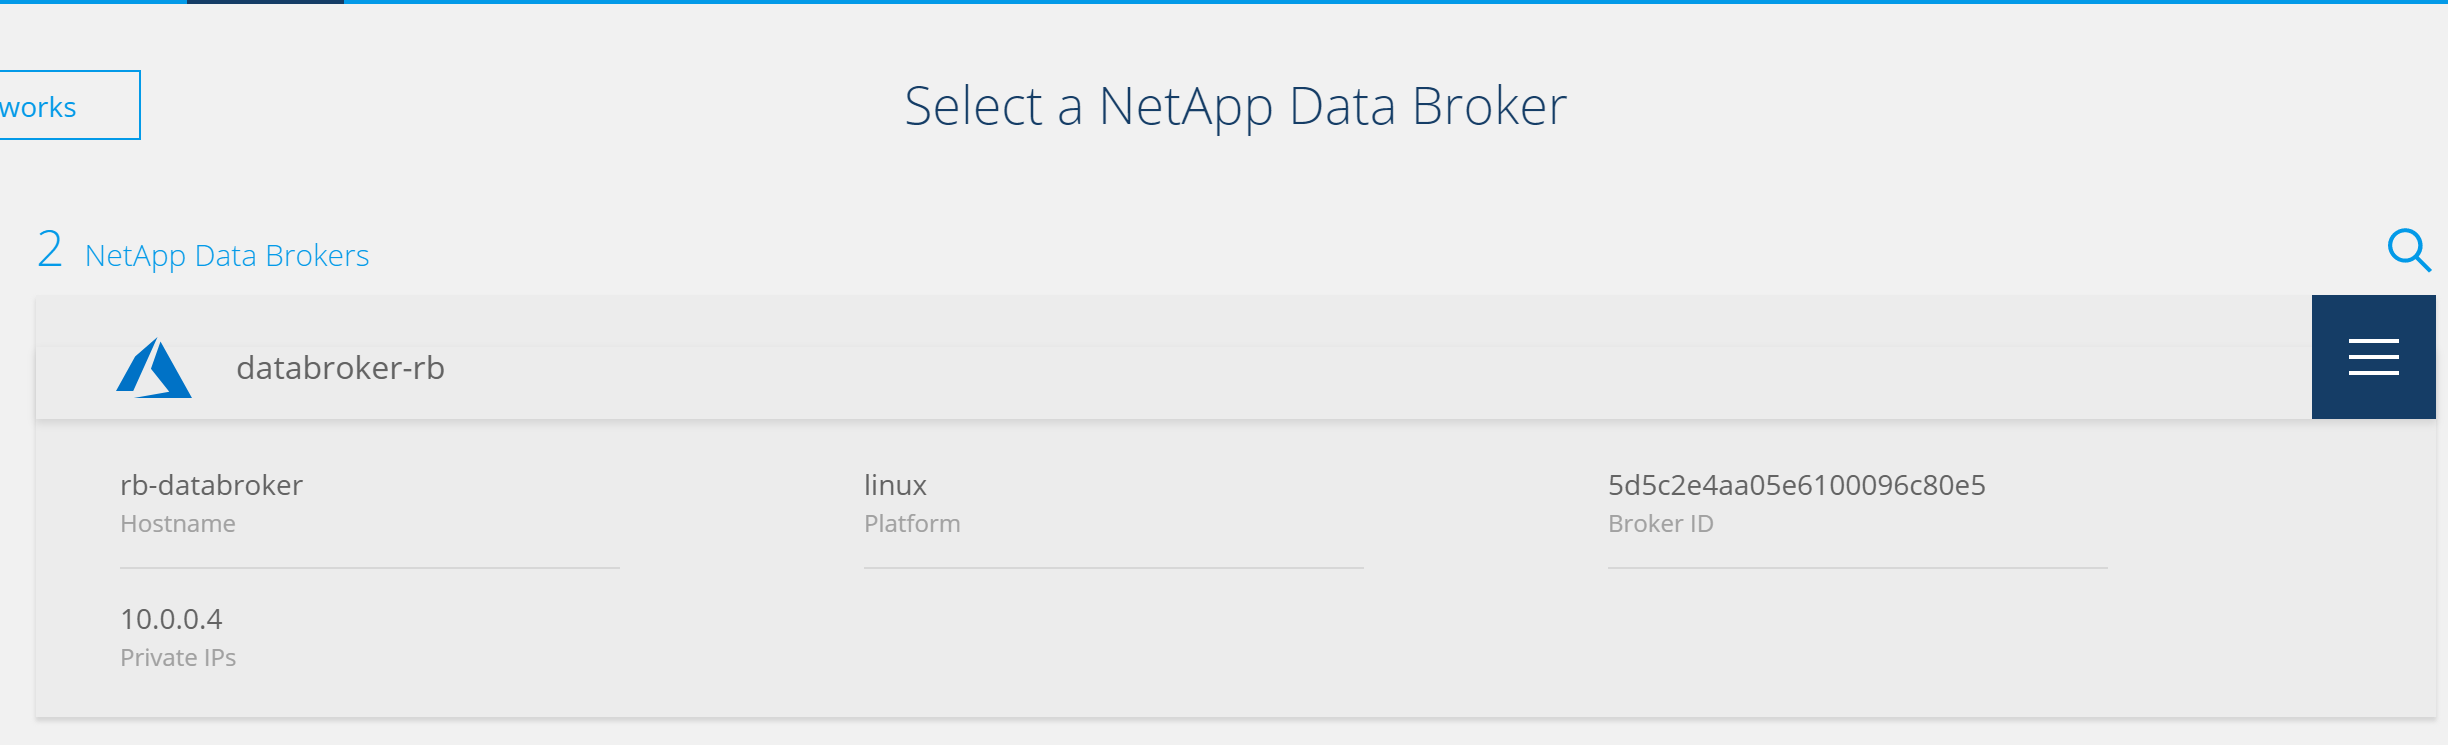 works
Select a NetApp Data Broker
2 NetApp Data Brokers
databroker-rb
rb-databroker
Hostname
linux
Platform
5d5c2e4aa05e6100096c80e5
Broker ID
10.0.0.4
Private IPs